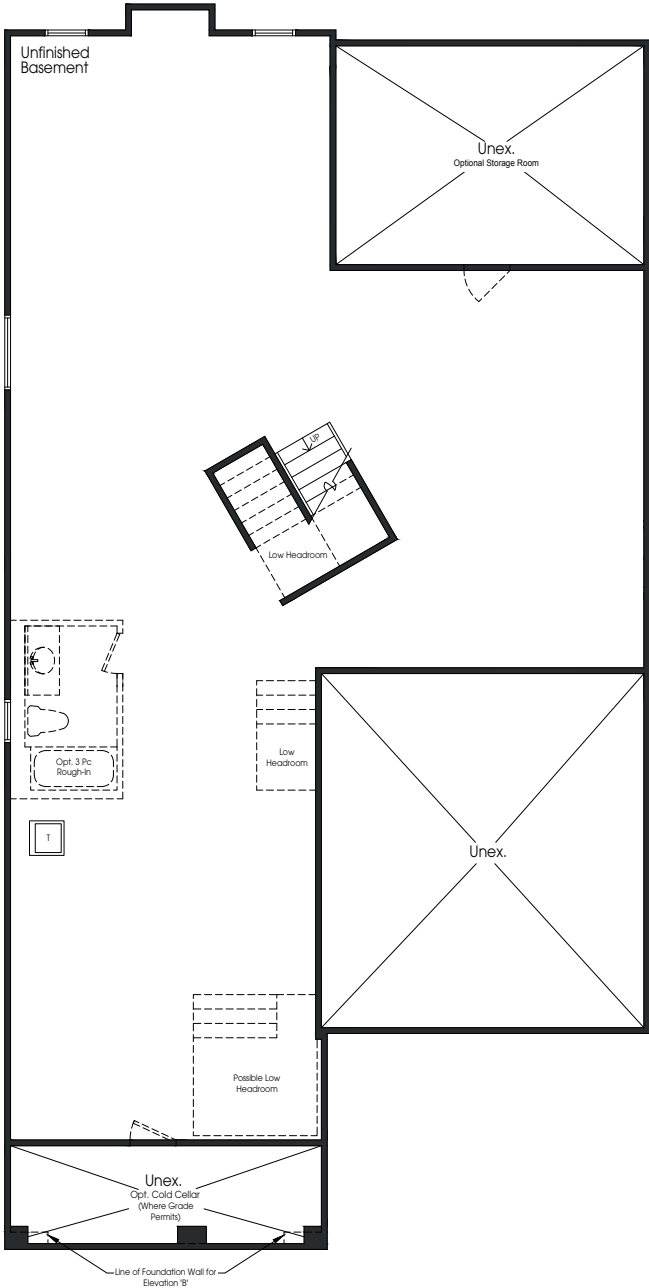 Unfinished
Basement
Unex.
Optional Storage Room
UP
Low Headroom
Opt. 3 Pc
Rough-In
Low
Headroom
T
Unex.
Possible Low
Headroom
Unex.
Opt. Cold Cellar
(Where Grade
Permits)
Line of Foundation Wall for
Elevation 'B'